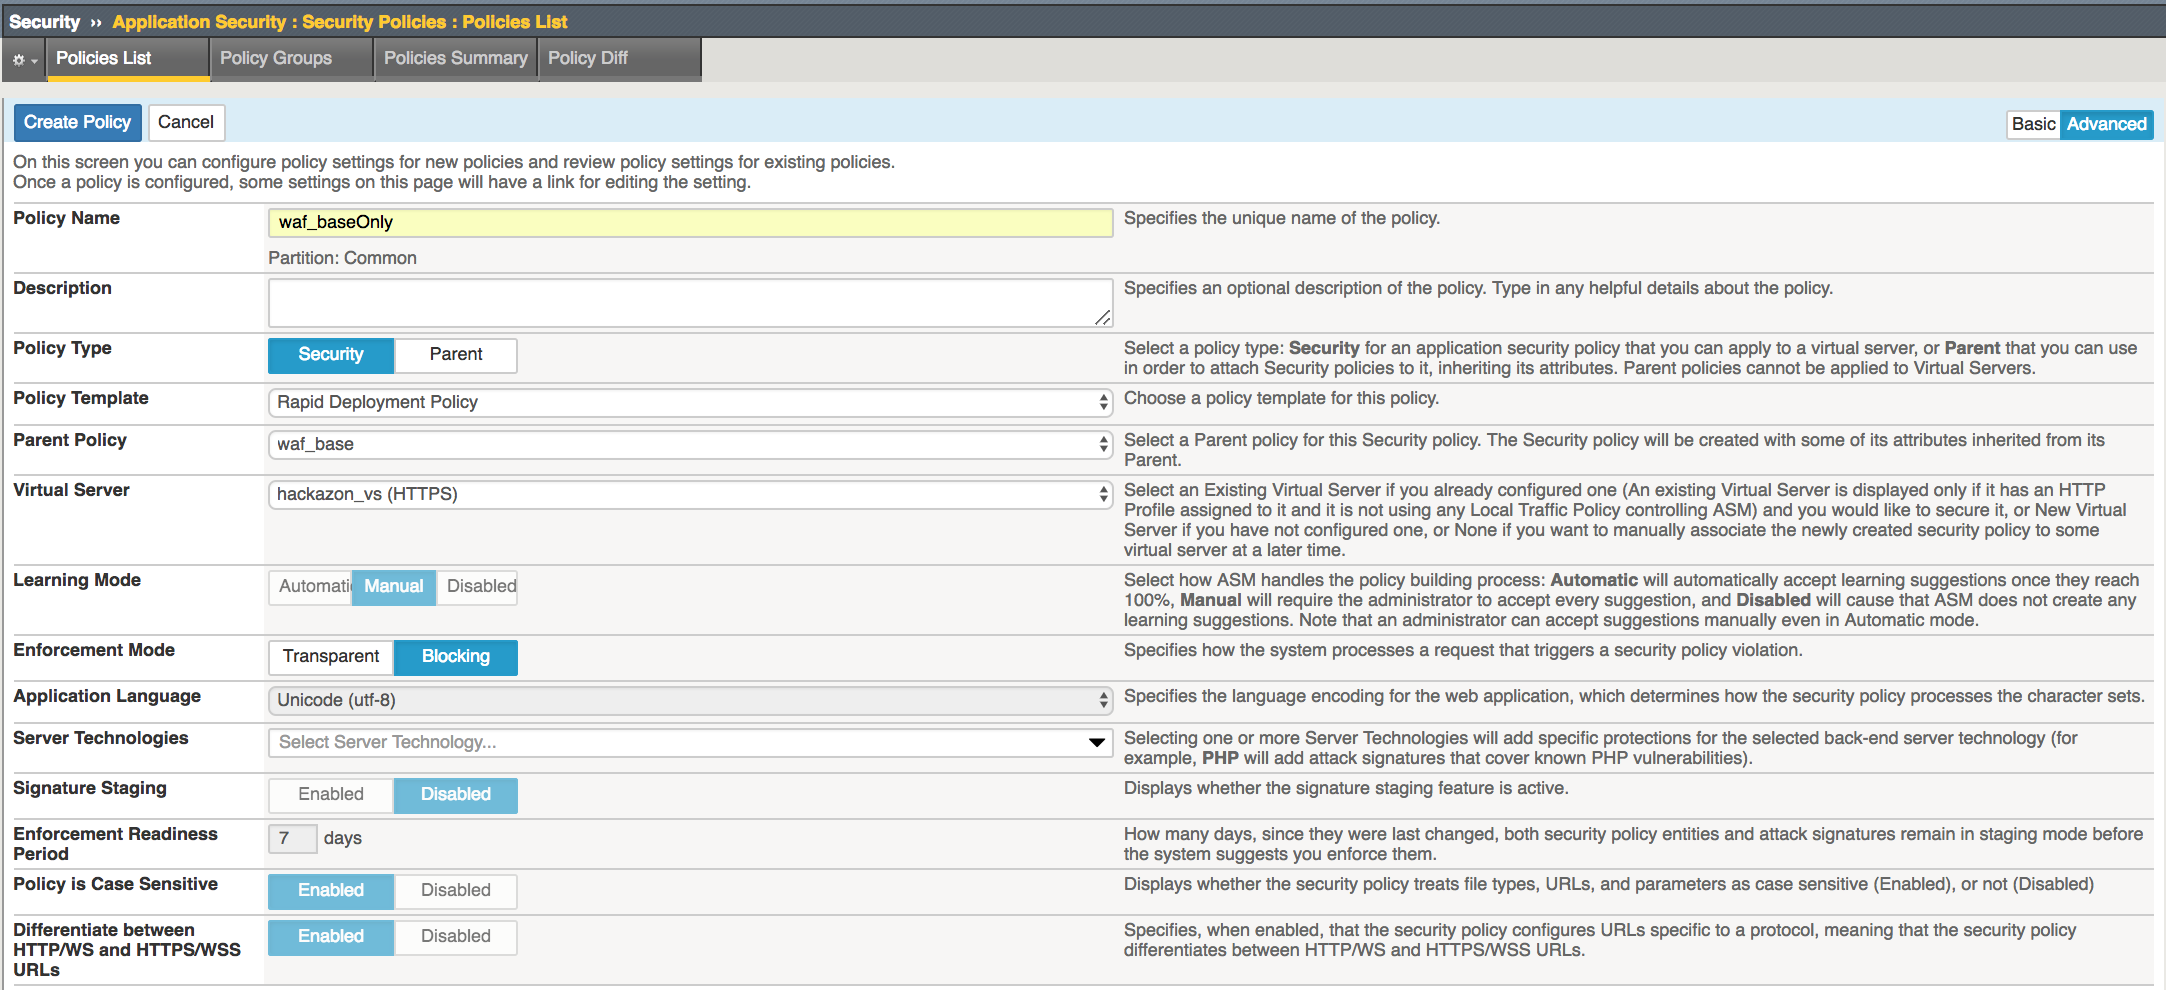 Security ›› Application Security : Security Policies : Policies List
Policies List
Policy Groups
Policies Summary
Policy Diff
Create Policy
Cancel
Basic
Advanced
On this screen you can configure policy settings for new policies and review policy settings for existing policies.
Once a policy is configured, some settings on this page will have a link for editing the setting.
Policy Name
waf_baseOnly
Specifies the unique name of the policy.
Partition: Common
Description
Specifies an optional description of the policy. Type in any helpful details about the policy.
Policy Type
Security
Parent
Select a policy type: Security for an application security policy that you can apply to a virtual server, or Parent that you can use
in order to attach Security policies to it, inheriting its attributes. Parent policies cannot be applied to Virtual Servers.
Policy Template
Rapid Deployment Policy
Choose a policy template for this policy.
Parent Policy
waf_base
Select a Parent policy for this Security policy. The Security policy will be created with some of its attributes inherited from its
Parent.
Virtual Server
hackazon_vs (HTTPS)
Select an Existing Virtual Server if you already configured one (An existing Virtual Server is displayed only if it has an HTTP
Profile assigned to it and it is not using any Local Traffic Policy controlling ASM) and you would like to secure it, or New Virtual
Server if you have not configured one, or None if you want to manually associate the newly created security policy to some
virtual server at a later time.
Learning Mode
Automatic
Manual
Disabled
Select how ASM handles the policy building process: Automatic will automatically accept learning suggestions once they reach
100%, Manual will require the administrator to accept every suggestion, and Disabled will cause that ASM does not create any
learning suggestions. Note that an administrator can accept suggestions manually even in Automatic mode.
Enforcement Mode
Transparent
Blocking
Specifies how the system processes a request that triggers a security policy violation.
Application Language
Unicode (utf-8)
Specifies the language encoding for the web application, which determines how the security policy processes the character sets.
Server Technologies
Select Server Technology...
Selecting one or more Server Technologies will add specific protections for the selected back-end server technology (for
example, PHP will add attack signatures that cover known PHP vulnerabilities).
Signature Staging
Enabled
Disabled
Displays whether the signature staging feature is active.
Enforcement Readiness
Period
7 days
How many days, since they were last changed, both security policy entities and attack signatures remain in staging mode before
the system suggests you enforce them.
Policy is Case Sensitive
Enabled
Disabled
Displays whether the security policy treats file types, URLs, and parameters as case sensitive (Enabled), or not (Disabled)
Differentiate between
HTTP/WS and HTTPS/WSS
URLs
Enabled
Disabled
Specifies, when enabled, that the security policy configures URLs specific to a protocol, meaning that the security policy
differentiates between HTTP/WS and HTTPS/WSS URLs.